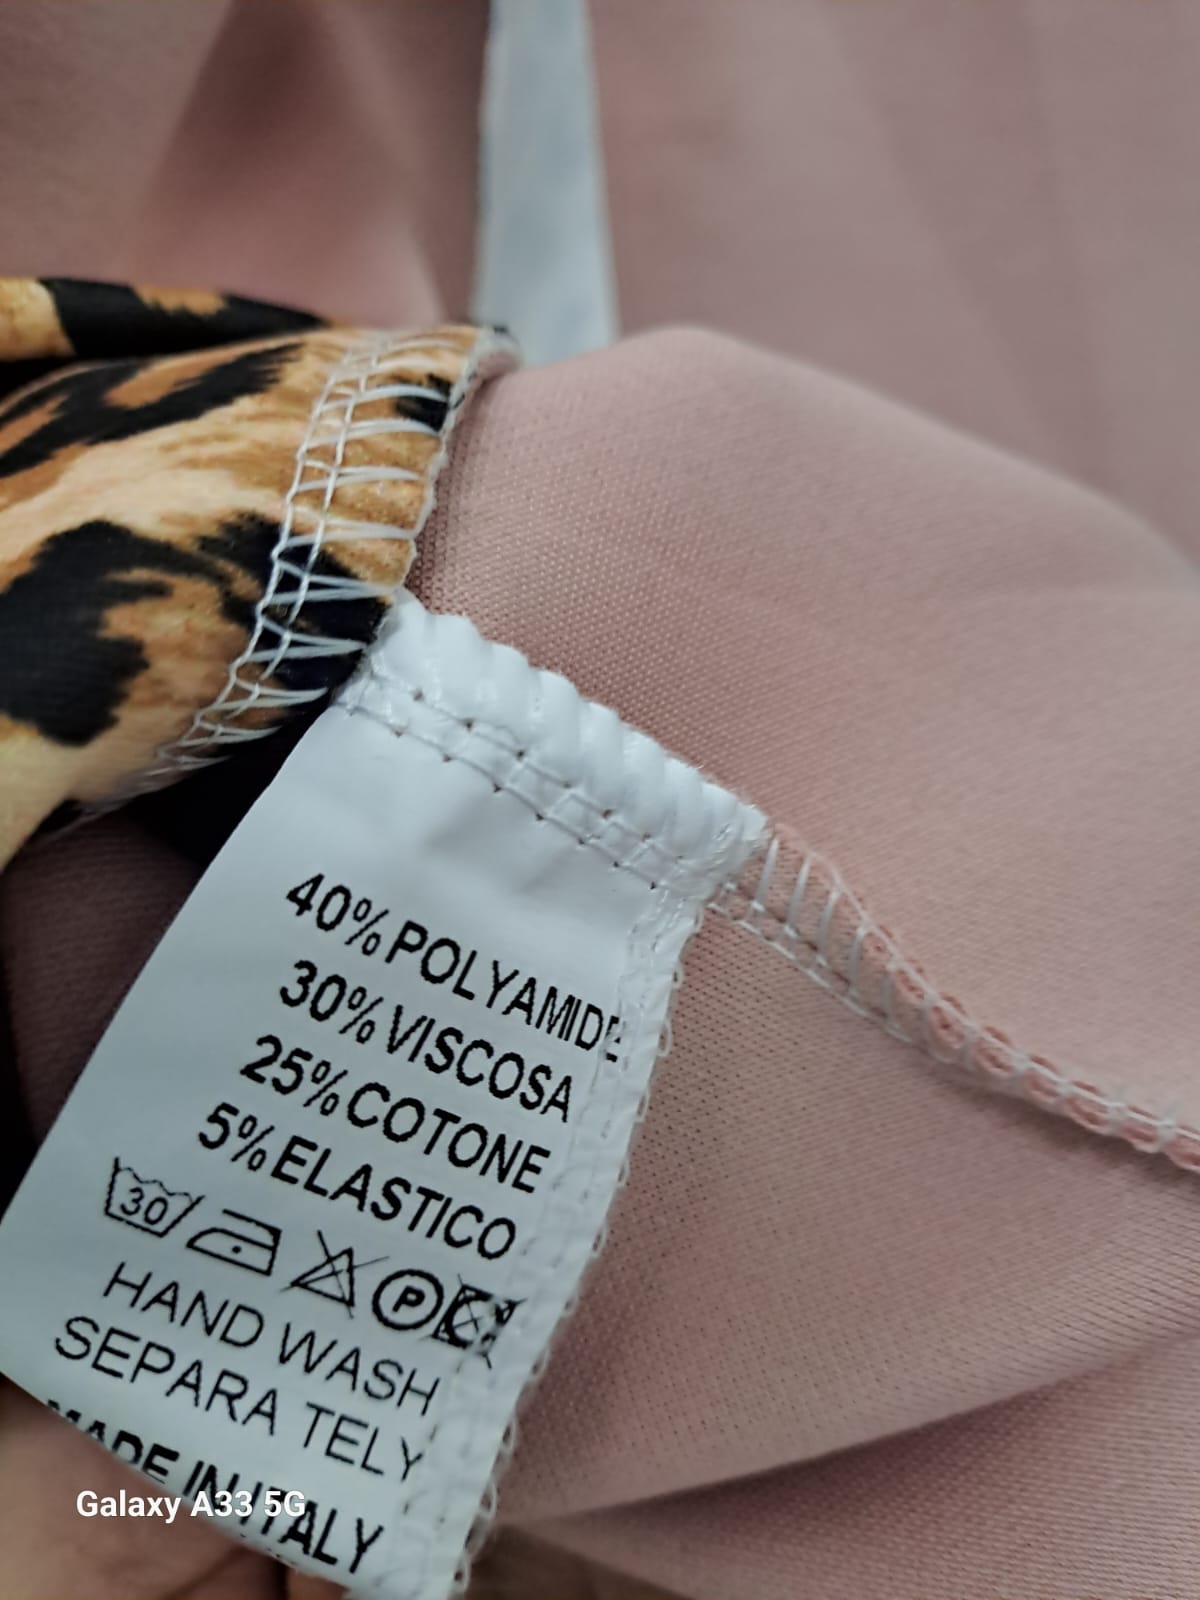 40% POLYAMIDE
30% VISCOSA
25% COTONE
5% ELASTICO
30 P
HAND WASH
SEPARA TELY
MADE IN ITALY
Galaxy A33 5G